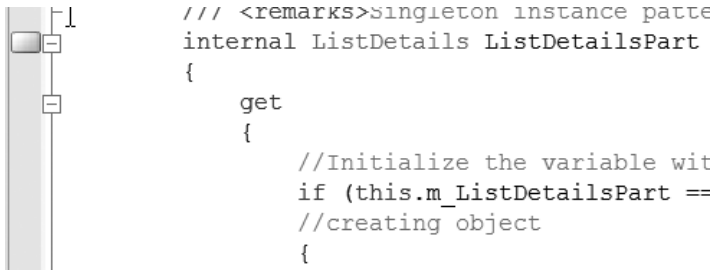 /// <remarks>Singleton instance patte
internal ListDetails ListDetailsPart
{
get
{
//Initialize the variable wit
if (this.m_ListDetailsPart ==
//creating object
{